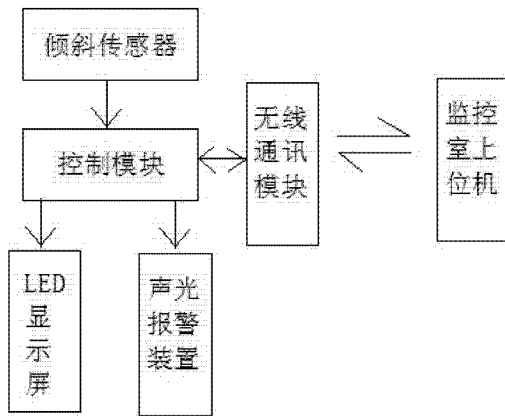 倾斜传感器
控制模块
无线
通讯
模块
监控
室上
位机
LED
显
示
屏
声光
报警
装置